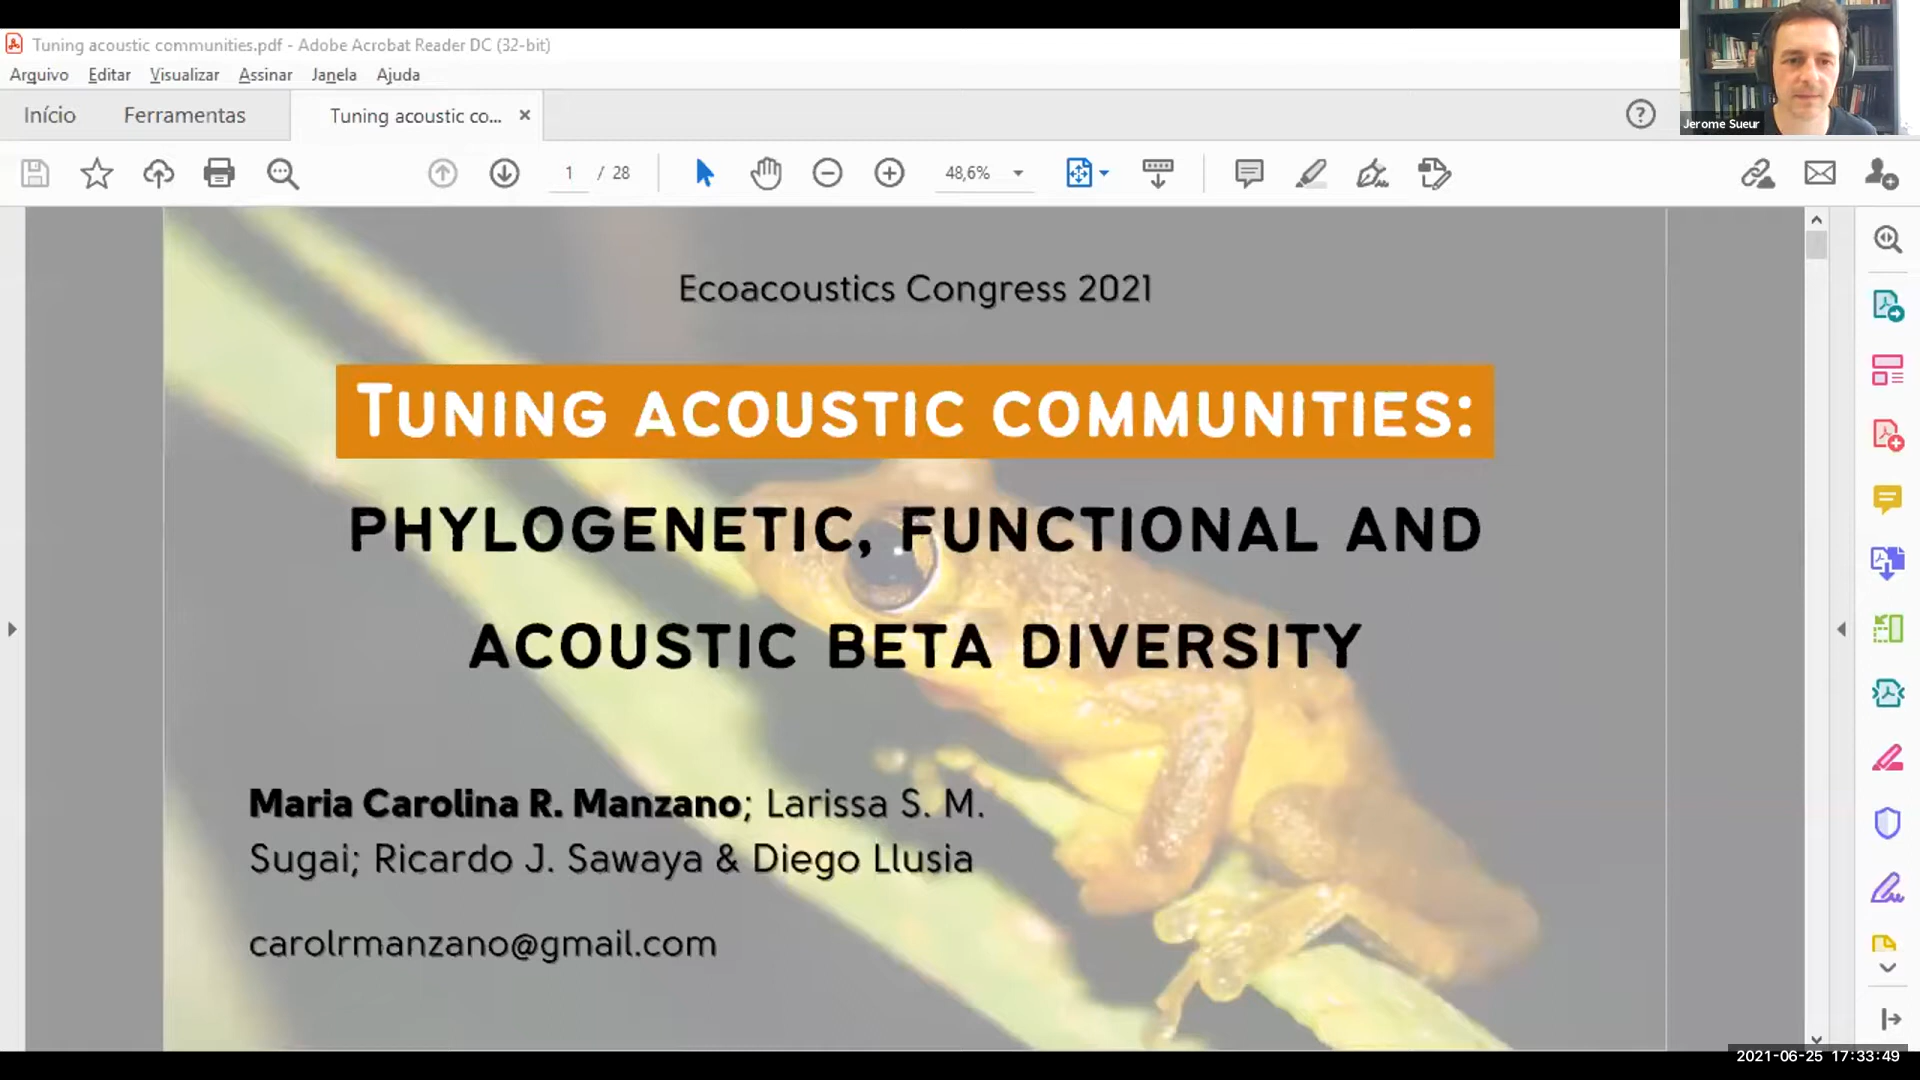 Tuning acoustic communities.pdf - Adobe Acrobat Reader DC (32-bit)
Arquivo Editar Visualizar Assinar Janela Ajuda
Início Ferramentas Tuning acoustic co... ×
1 / 28 48,6%
Jerome Sueur
Ecoacoustics Congress 2021
TUNING ACOUSTIC COMMUNITIES:
PHYLOGENETIC, FUNCTIONAL AND
ACOUSTIC BETA DIVERSITY
Maria Carolina R. Manzano; Larissa S. M.
Sugai; Ricardo J. Sawaya & Diego Llusia
carolrmanzano@gmail.com
2021-06-25 17:33:49